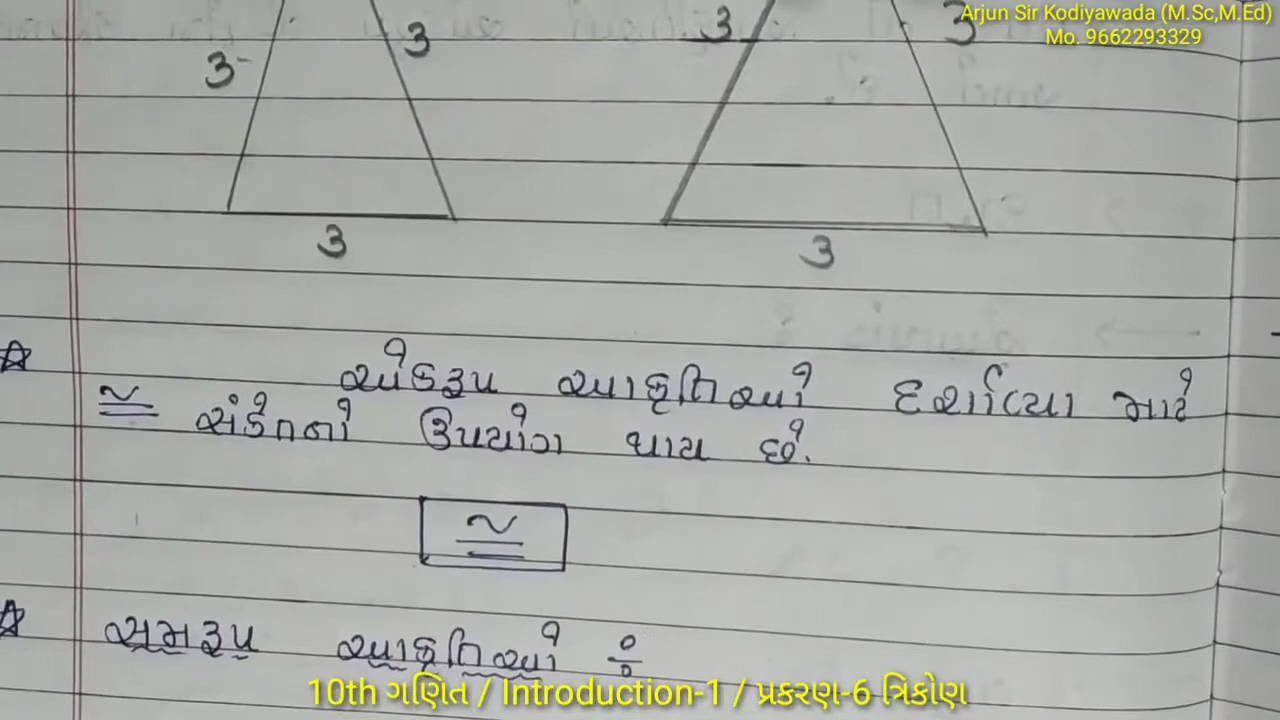 Arjun Sir Kodiyawada (M.Sc,M.Ed)
Mo. 9662293329
3 3 3 3
3 3
એકરૂપ આકૃતિઓ દર્શાવવા માટે
≅ સંકેતનો ઉપયોગ થાય છે.
≅
સમરૂપ આકૃતિઓ :
10th ગણિત / Introduction-1 / પ્રકરણ-6 ત્રિકોણ